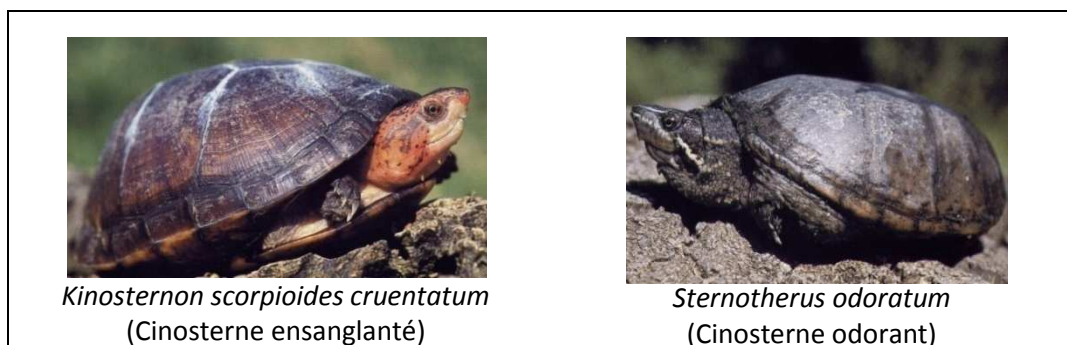 Kinosternon scorpioides cruentatum
(Cinosterne ensanglanté)
Sternotherus odoratum
(Cinosterne odorant)